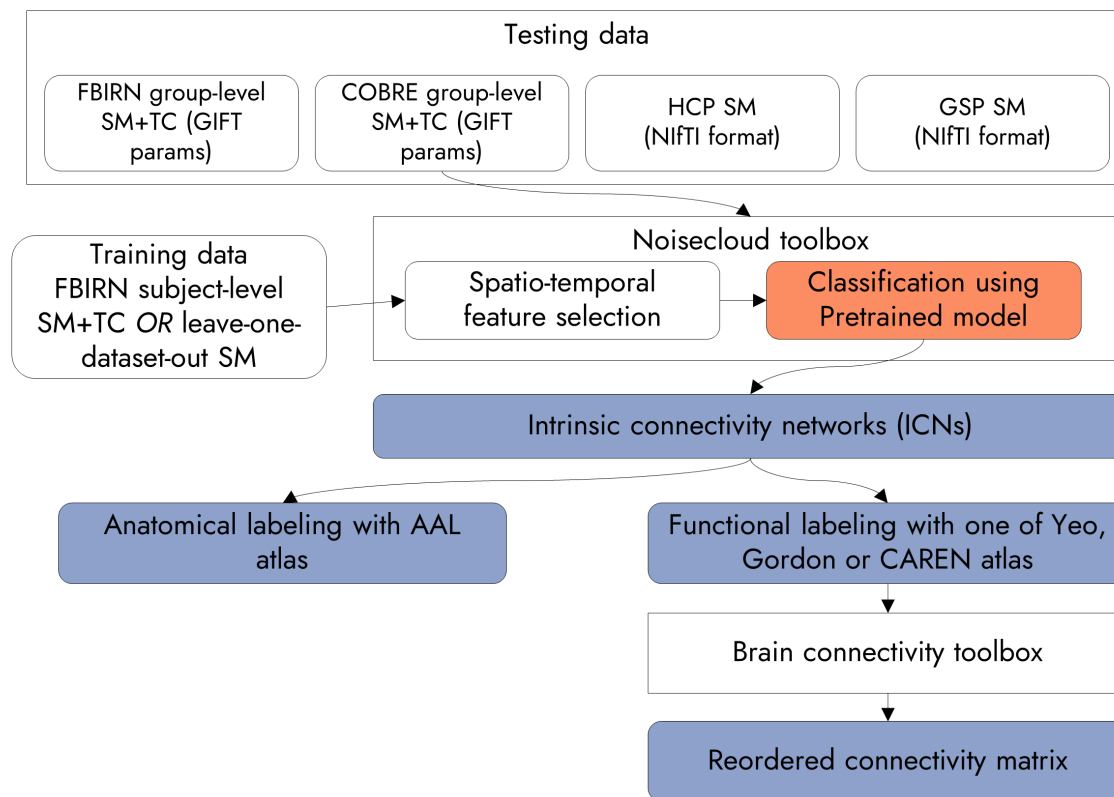 Testing data
FBIRN group-level
SM+TC (GIFT
params)
COBRE group-level
SM+TC (GIFT
params)
HCP SM
(NIfTI format)
GSP SM
(NIfTI format)
Training data
FBIRN subject-level
SM+TC OR leave-one-
dataset-out SM
Noisecloud toolbox
Spatio-temporal
feature selection
Classification using
Pretrained model
Intrinsic connectivity networks (ICNs)
Anatomical labeling with AAL
atlas
Functional labeling with one of Yeo,
Gordon or CAREN atlas
Brain connectivity toolbox
Reordered connectivity matrix